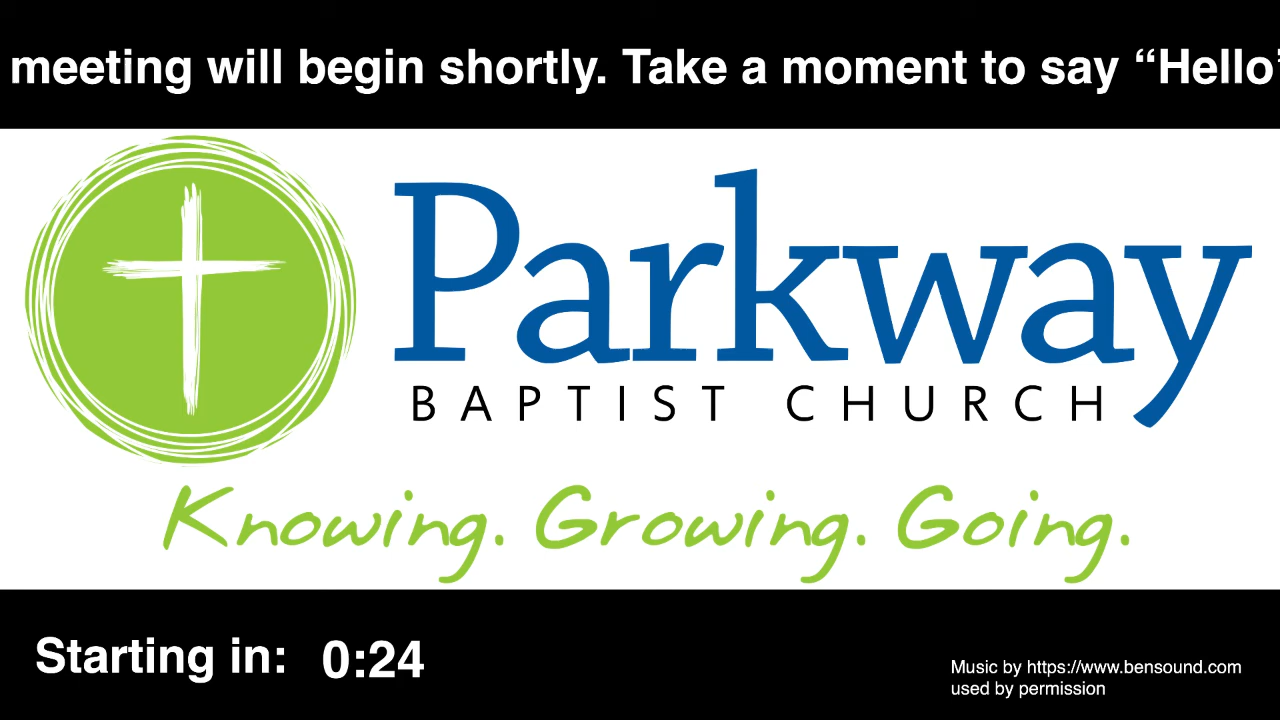 meeting will begin shortly. Take a moment to say “Hello”
Parkway
BAPTIST CHURCH
Knowing. Growing. Going.
Starting in: 0:24
Music by https://www.bensound.com
used by permission